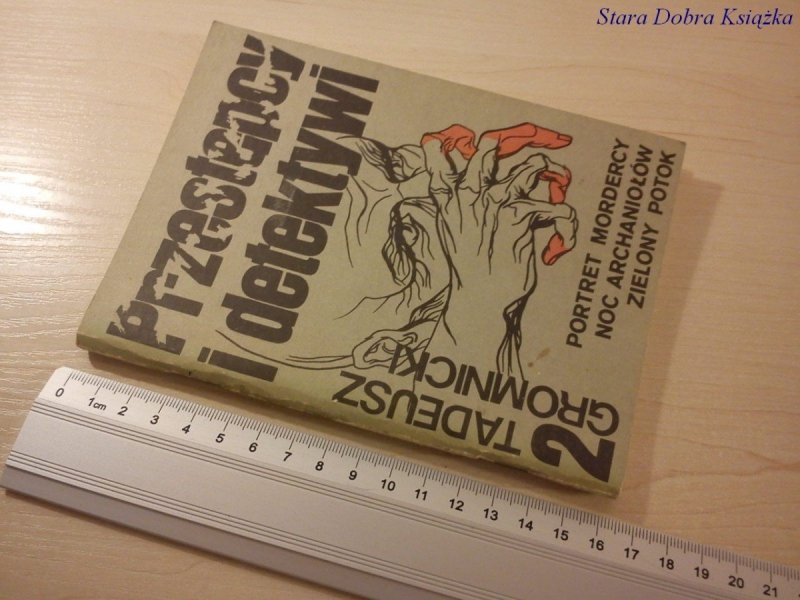 Stara Dobra Książka
Przestępcy
i detektywi
PORTRET MORDERCY
NOC ARCHANIOŁÓW
ZIELONY POTOK
TADEUSZ
GROMNICKI
2
0 1cm 2 3 4 5 6 7 8 9 10 11 12 13 14 15 16 17 18 19 20 21